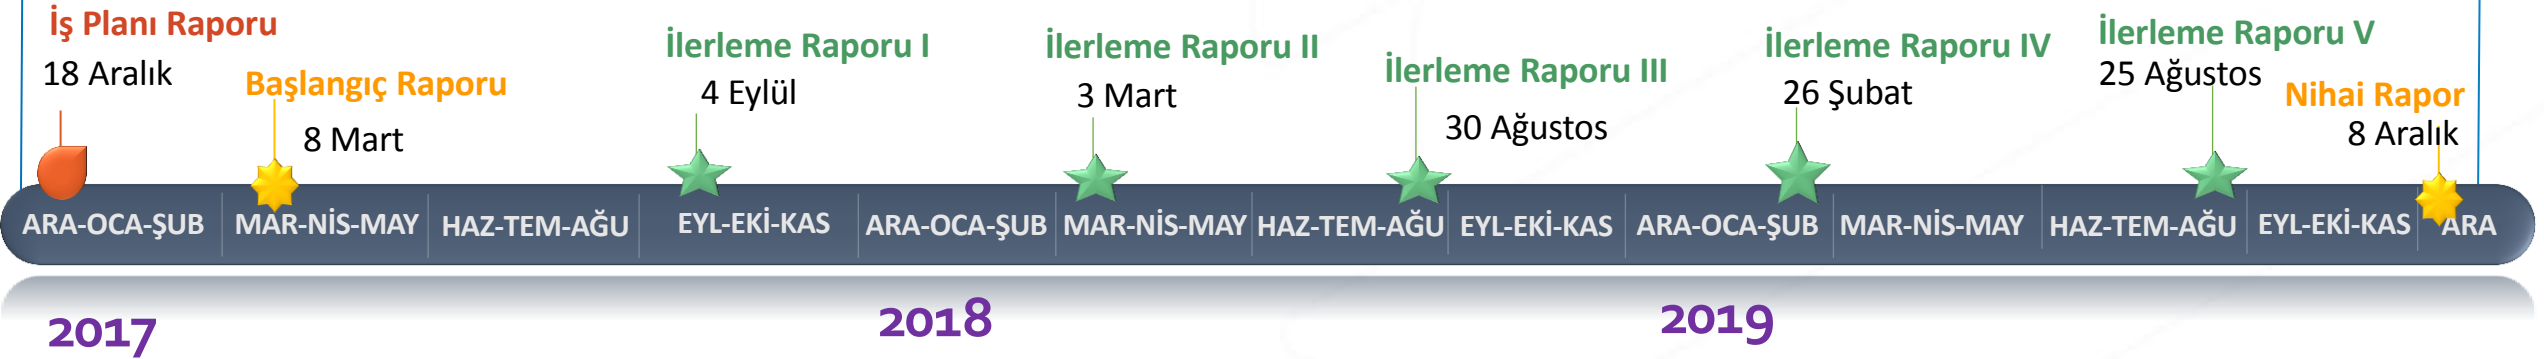 İş Planı Raporu
18 Aralık
Başlangıç Raporu
8 Mart
İlerleme Raporu I
4 Eylül
İlerleme Raporu II
3 Mart
İlerleme Raporu III
30 Ağustos
İlerleme Raporu IV
26 Şubat
İlerleme Raporu V
25 Ağustos
Nihai Rapor
8 Aralık
ARA-OCA-ŞUB MAR-NİS-MAY HAZ-TEM-AĞU EYL-EKİ-KAS ARA-OCA-ŞUB MAR-NİS-MAY HAZ-TEM-AĞU EYL-EKİ-KAS ARA-OCA-ŞUB MAR-NİS-MAY HAZ-TEM-AĞU EYL-EKİ-KAS ARA
2017 2018 2019